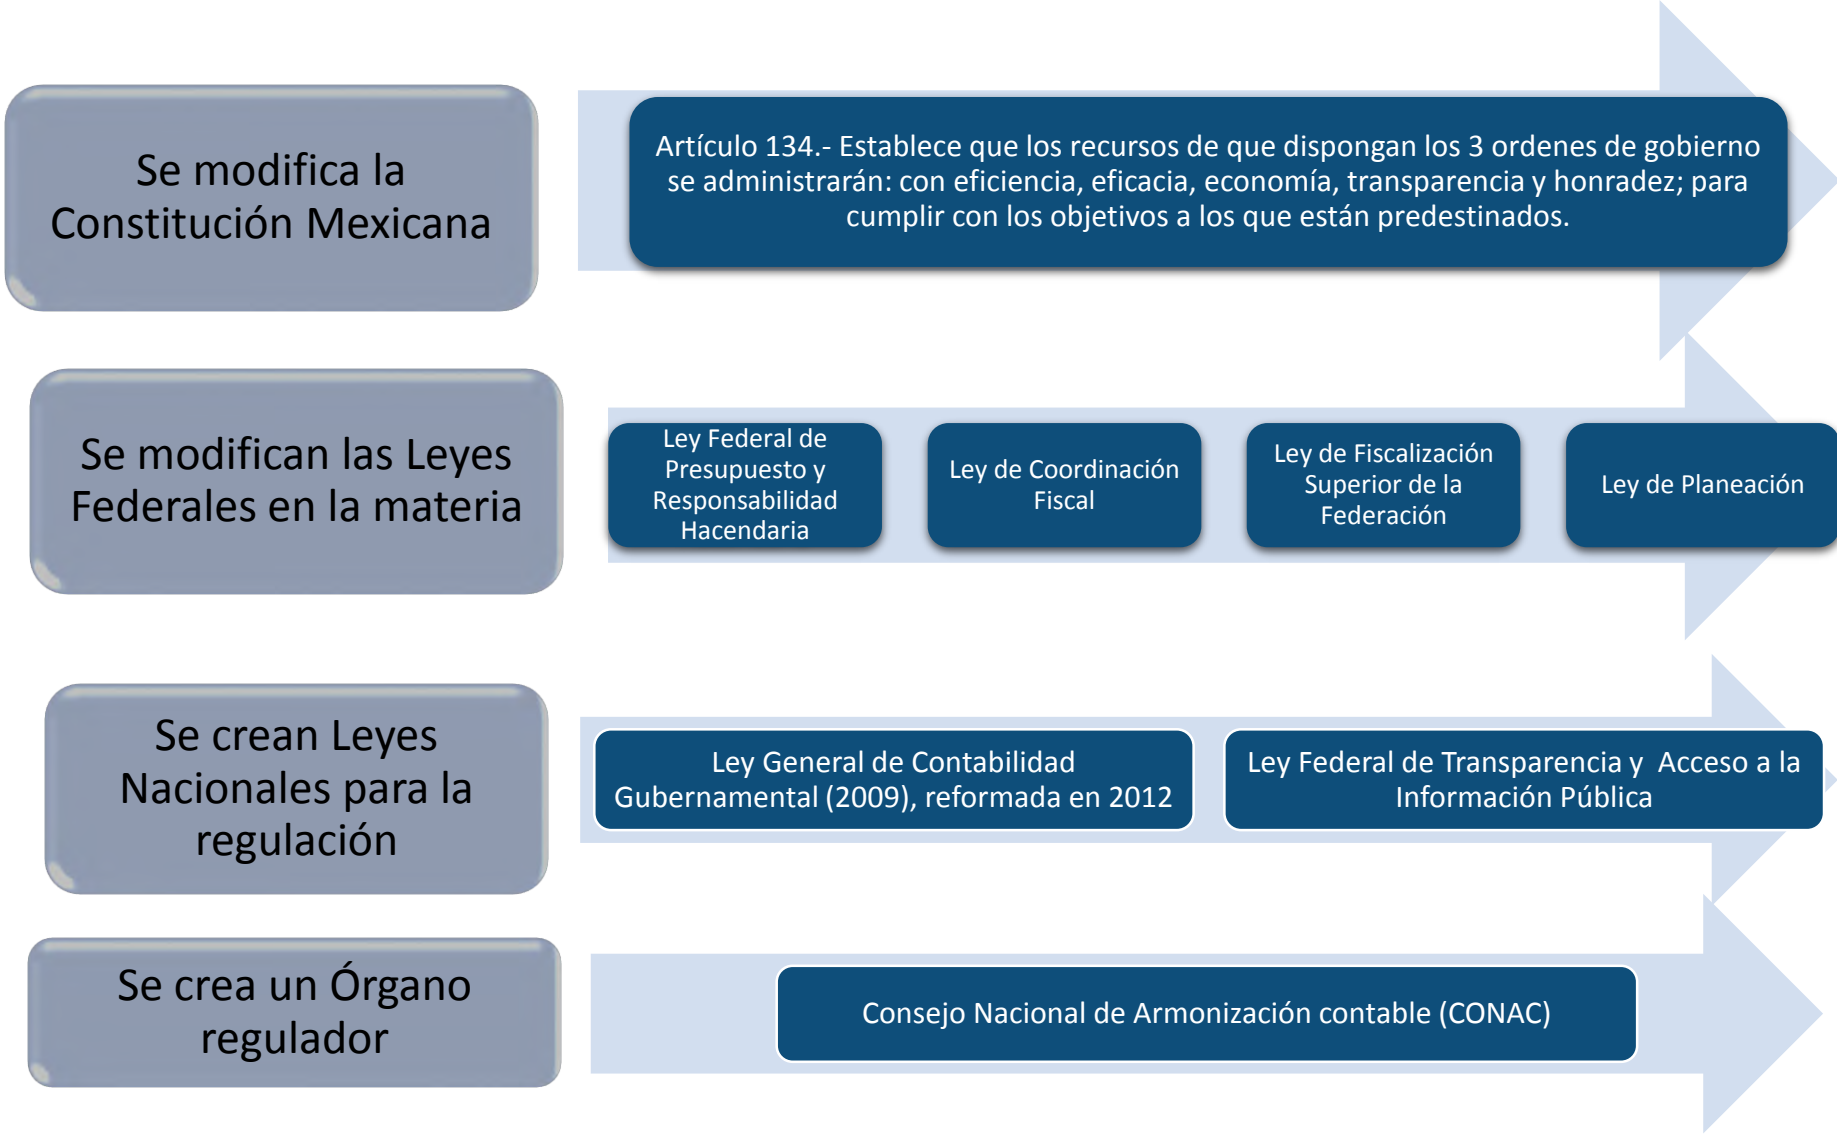 Se modifica la
Constitución Mexicana
Artículo 134.- Establece que los recursos de que dispongan los 3 ordenes de gobierno
se administrarán: con eficiencia, eficacia, economía, transparencia y honradez; para
cumplir con los objetivos a los que están predestinados.
Se modifican las Leyes
Federales en la materia
Ley Federal de
Presupuesto y
Responsabilidad
Hacendaria
Ley de Coordinación
Fiscal
Ley de Fiscalización
Superior de la
Federación
Ley de Planeación
Se crean Leyes
Nacionales para la
regulación
Ley General de Contabilidad
Gubernamental (2009), reformada en 2012
Ley Federal de Transparencia y  Acceso a la
Información Pública
Se crea un Órgano
regulador
Consejo Nacional de Armonización contable (CONAC)